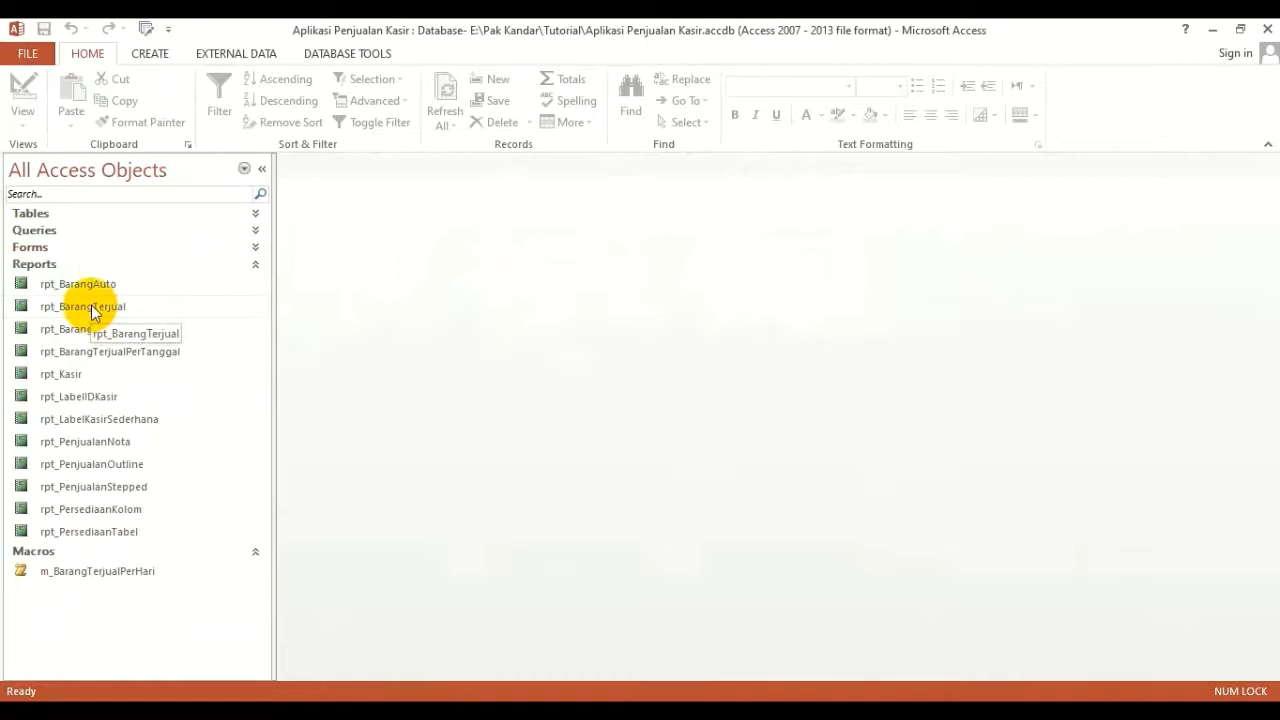 Aplikasi Penjualan Kasir : Database- E:\Pak Kandar\Tutorial\Aplikasi Penjualan Kasir.accdb (Access 2007 - 2013 file format) - Microsoft Access
?
FILE HOME CREATE EXTERNAL DATA DATABASE TOOLS
Sign in
View
Views
Paste
Cut
Copy
Format Painter
Clipboard
Filter
Ascending
Descending
Remove Sort
Selection
Advanced
Toggle Filter
Sort & Filter
Refresh
All
New
Save
Delete
Totals
Spelling
More
Records
Find
Replace
Go To
Select
Find
B I U A
Text Formatting
All Access Objects
Search...
Tables
Queries
Forms
Reports
rpt_BarangAuto
rpt_BarangTerjual
rpt_Barang
rpt_BarangTerjual
rpt_BarangTerjualPerTanggal
rpt_Kasir
rpt_LabelIDKasir
rpt_LabelKasirSederhana
rpt_PenjualanNota
rpt_PenjualanOutline
rpt_PenjualanStepped
rpt_PersediaanKolom
rpt_PersediaanTabel
Macros
m_BarangTerjualPerHari
Ready
NUM LOCK